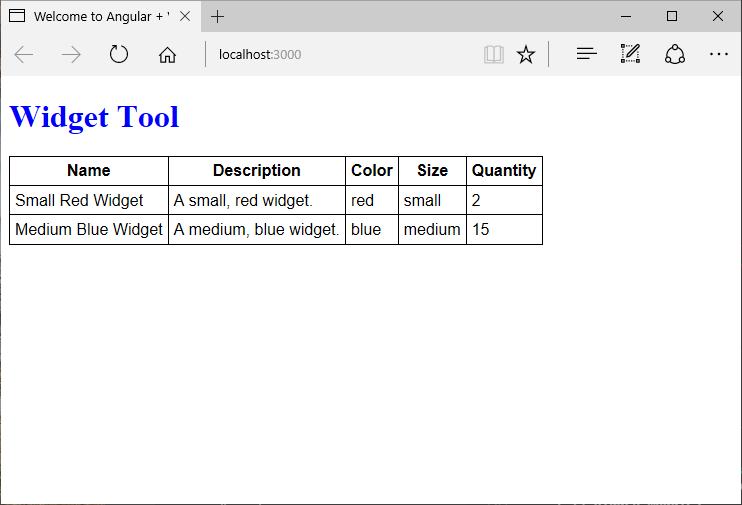 Welcome to Angular +
localhost:3000
Widget Tool
Name Description Color Size Quantity
Small Red Widget A small, red widget. red small 2
Medium Blue Widget A medium, blue widget. blue medium 15